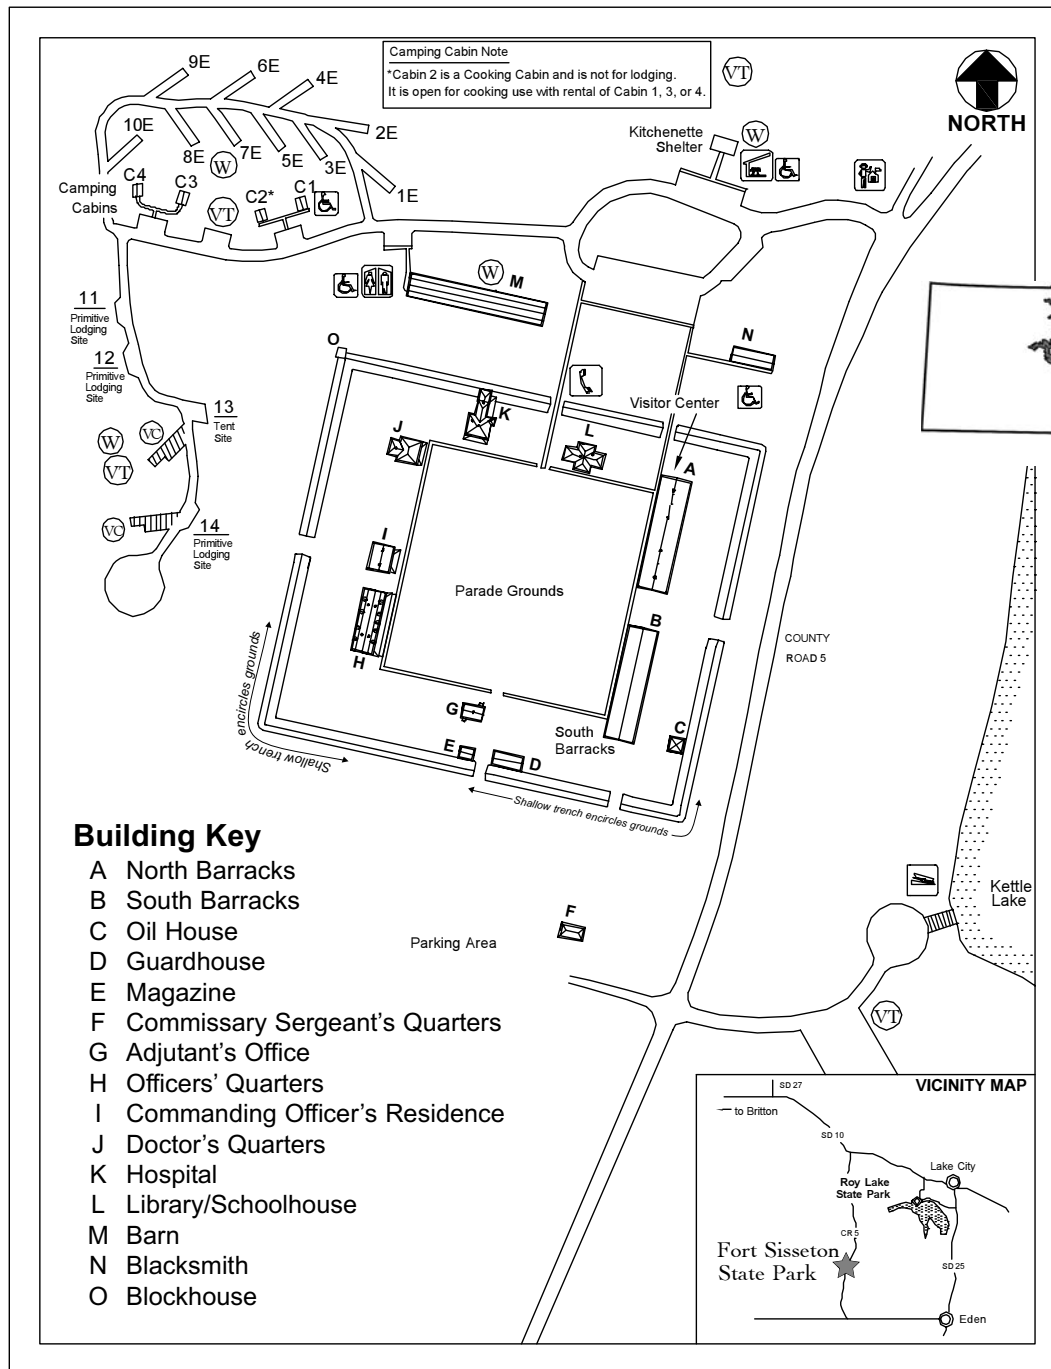 Camping Cabin Note
*Cabin 2 is a Cooking Cabin and is not for lodging.
It is open for cooking use with rental of Cabin 1, 3, or 4.
VT
NORTH
9E
6E
4E
2E
1E
10E
8E
7E
5E
3E
W
Kitchenette
Shelter
W
Camping
Cabins
C4
C3
C2*
C1
VT
W
M
11
Primitive
Lodging
Site
12
Primitive
Lodging
Site
13
Tent
Site
14
Primitive
Lodging
Site
W
VT
VC
VC
O
N
Visitor Center
K
J
L
A
I
Parade Grounds
B
H
G
South
Barracks
C
E
D
COUNTY
ROAD 5
Shallow trench
encircles grounds
Shallow trench encircles grounds
F
Parking Area
Kettle
Lake
VT
Building Key
A North Barracks
B South Barracks
C Oil House
D Guardhouse
E Magazine
F Commissary Sergeant's Quarters
G Adjutant's Office
H Officers' Quarters
I Commanding Officer's Residence
J Doctor's Quarters
K Hospital
L Library/Schoolhouse
M Barn
N Blacksmith
O Blockhouse
VICINITY MAP
SD 27
to Britton
SD 10
Lake City
Roy Lake
State Park
CR 5
Fort Sisseton
State Park
SD 25
Eden